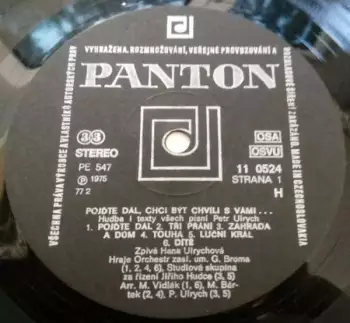 VYHRAŽENA. ROZMNOŽOVÁNÍ, VEŘEJNÉ PROVOZOVÁNÍ A
ROZHLASOVÉ ŠÍŘENÍ ZAKÁZÁNO. MADE IN CZECHOSLOVAKIA
VŠECHNA PRÁVA VÝROBCE A VLASTNÍKŮ AUTORSKÝCH PRÁV
PANTON
33
STEREO
PE 547
Ⓟ 1975
77 2
OSA
OSVU
11 0524
STRANA 1
H
POJĎTE DÁL, CHCI BÝT CHVÍLI S VÁMI...
Hudba i texty všech písní Petr Ulrych
1. POJĎTE DÁL 2. TŘI PŘÁNÍ 3. ZAHRADA
A DŮM 4. TOUHA 5. LUČNÍ KRÁL
6. DÍTĚ
Zpívá Hana Ulrychová
Hraje Orchestr zasl. um. G. Broma
(1, 2, 4, 6), Studiová skupina
za řízení Jiřího Hudce (3, 5)
Arr. M. Vidlák (1, 6), M. Bár-
tek (2, 4), P. Ulrych (3, 5)